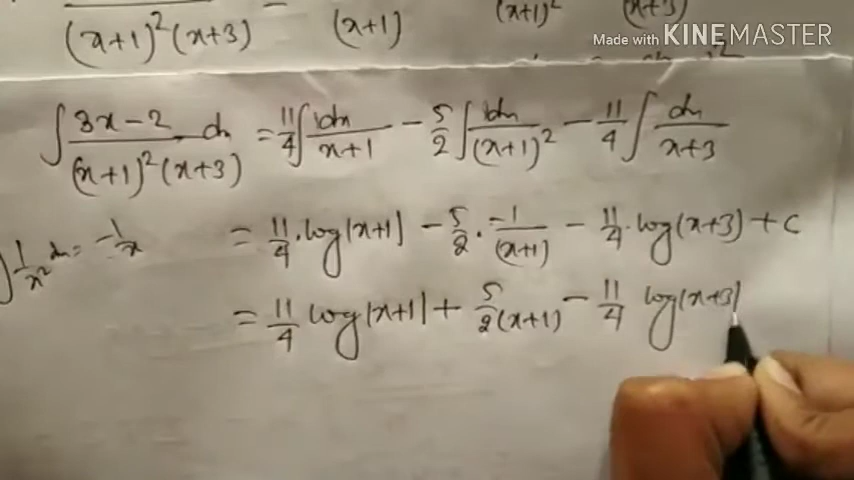 (x+1)²(x+3) = (x+1) (x+1)² (x+3)
Made with KINEMASTER
∫ 3x-2 / (x+1)²(x+3) dx = 11/4 ∫ 1dx / x+1 - 5/2 ∫ 1dx / (x+1)² - 11/4 ∫ dx / x+3
∫ 1/x² dx = -1/x
= 11/4 . log|x+1| - 5/2 . -1/(x+1) - 11/4 . log(x+3) + c
= 11/4 log|x+1| + 5/2(x+1) - 11/4 log|x+3|